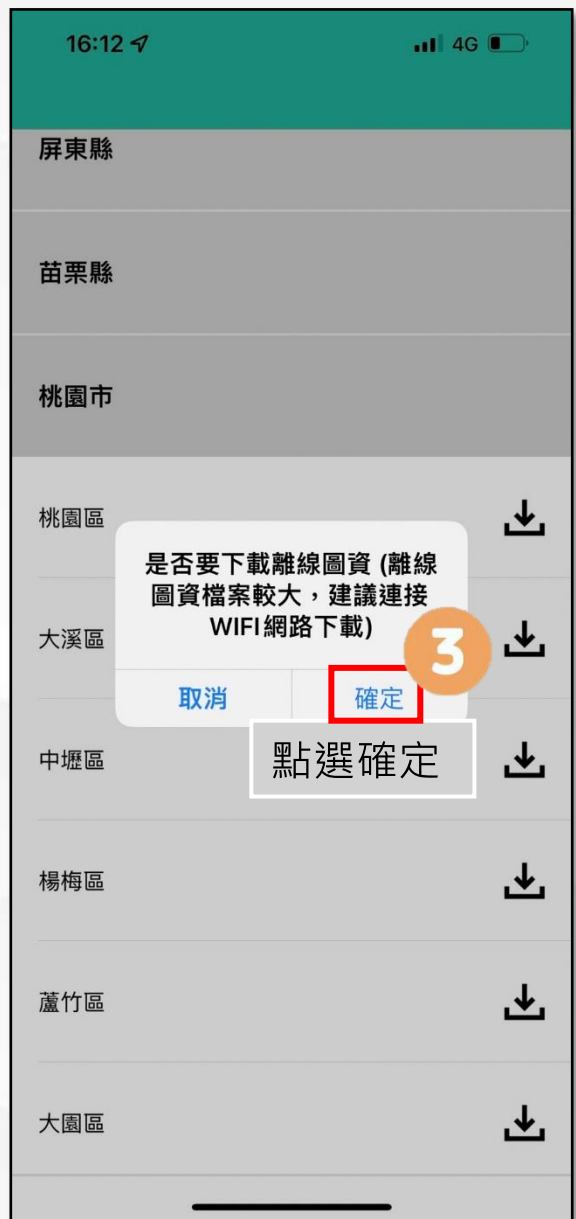 16:12 4G
屏東縣
苗栗縣
桃園市
桃園區
是否要下載離線圖資 (離線
圖資檔案較大，建議連接
WIFI網路下載)
3
大溪區
取消 確定
點選確定
中壢區
楊梅區
蘆竹區
大園區